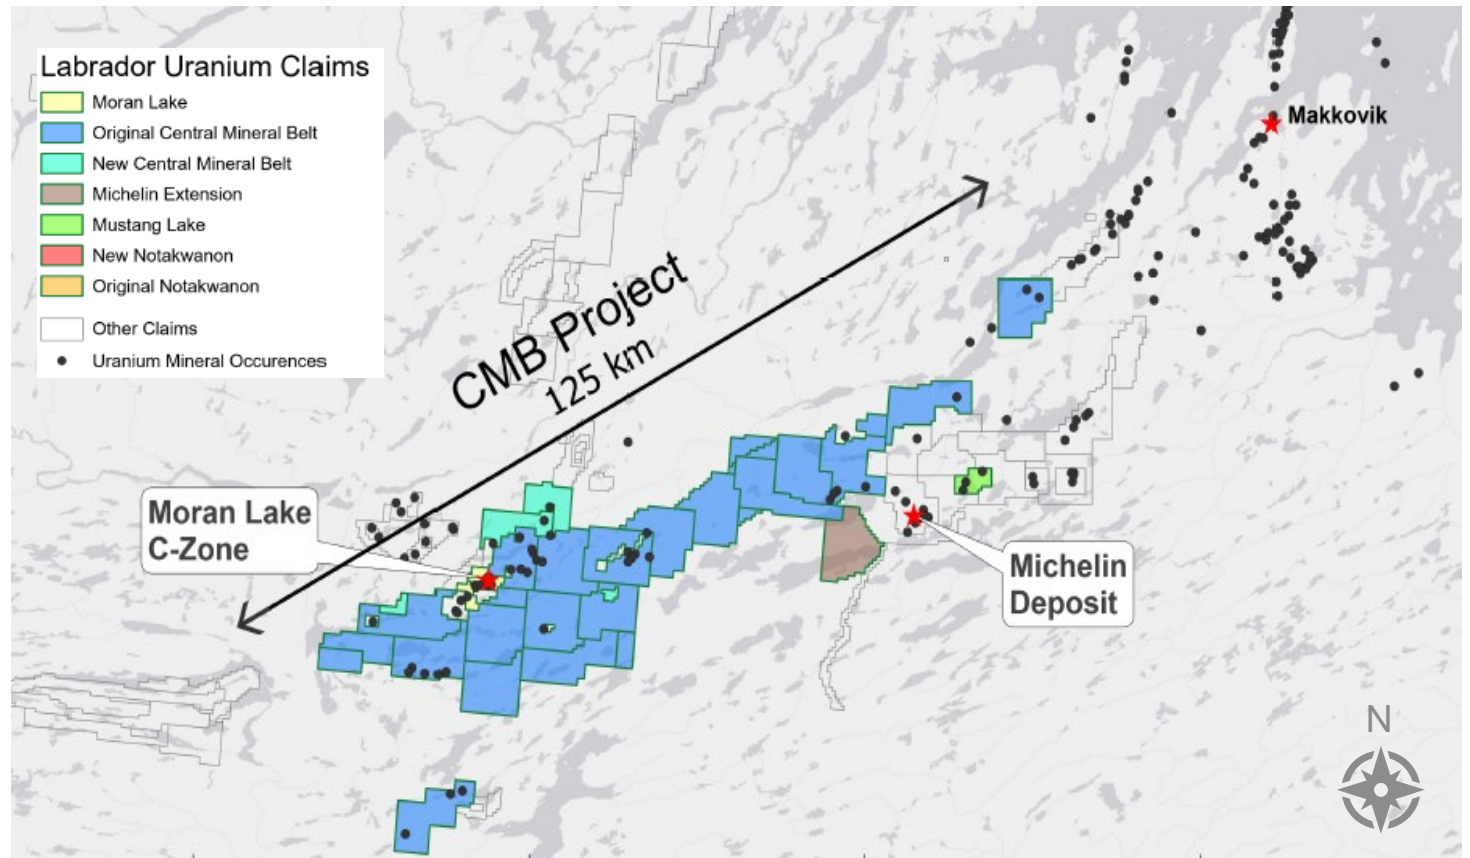 Labrador Uranium Claims
Moran Lake
Original Central Mineral Belt
New Central Mineral Belt
Michelin Extension
Mustang Lake
New Notakwanon
Original Notakwanon
Other Claims
Uranium Mineral Occurences
Makkovik
CMB Project
125 km
Moran Lake
C-Zone
Michelin
Deposit
N